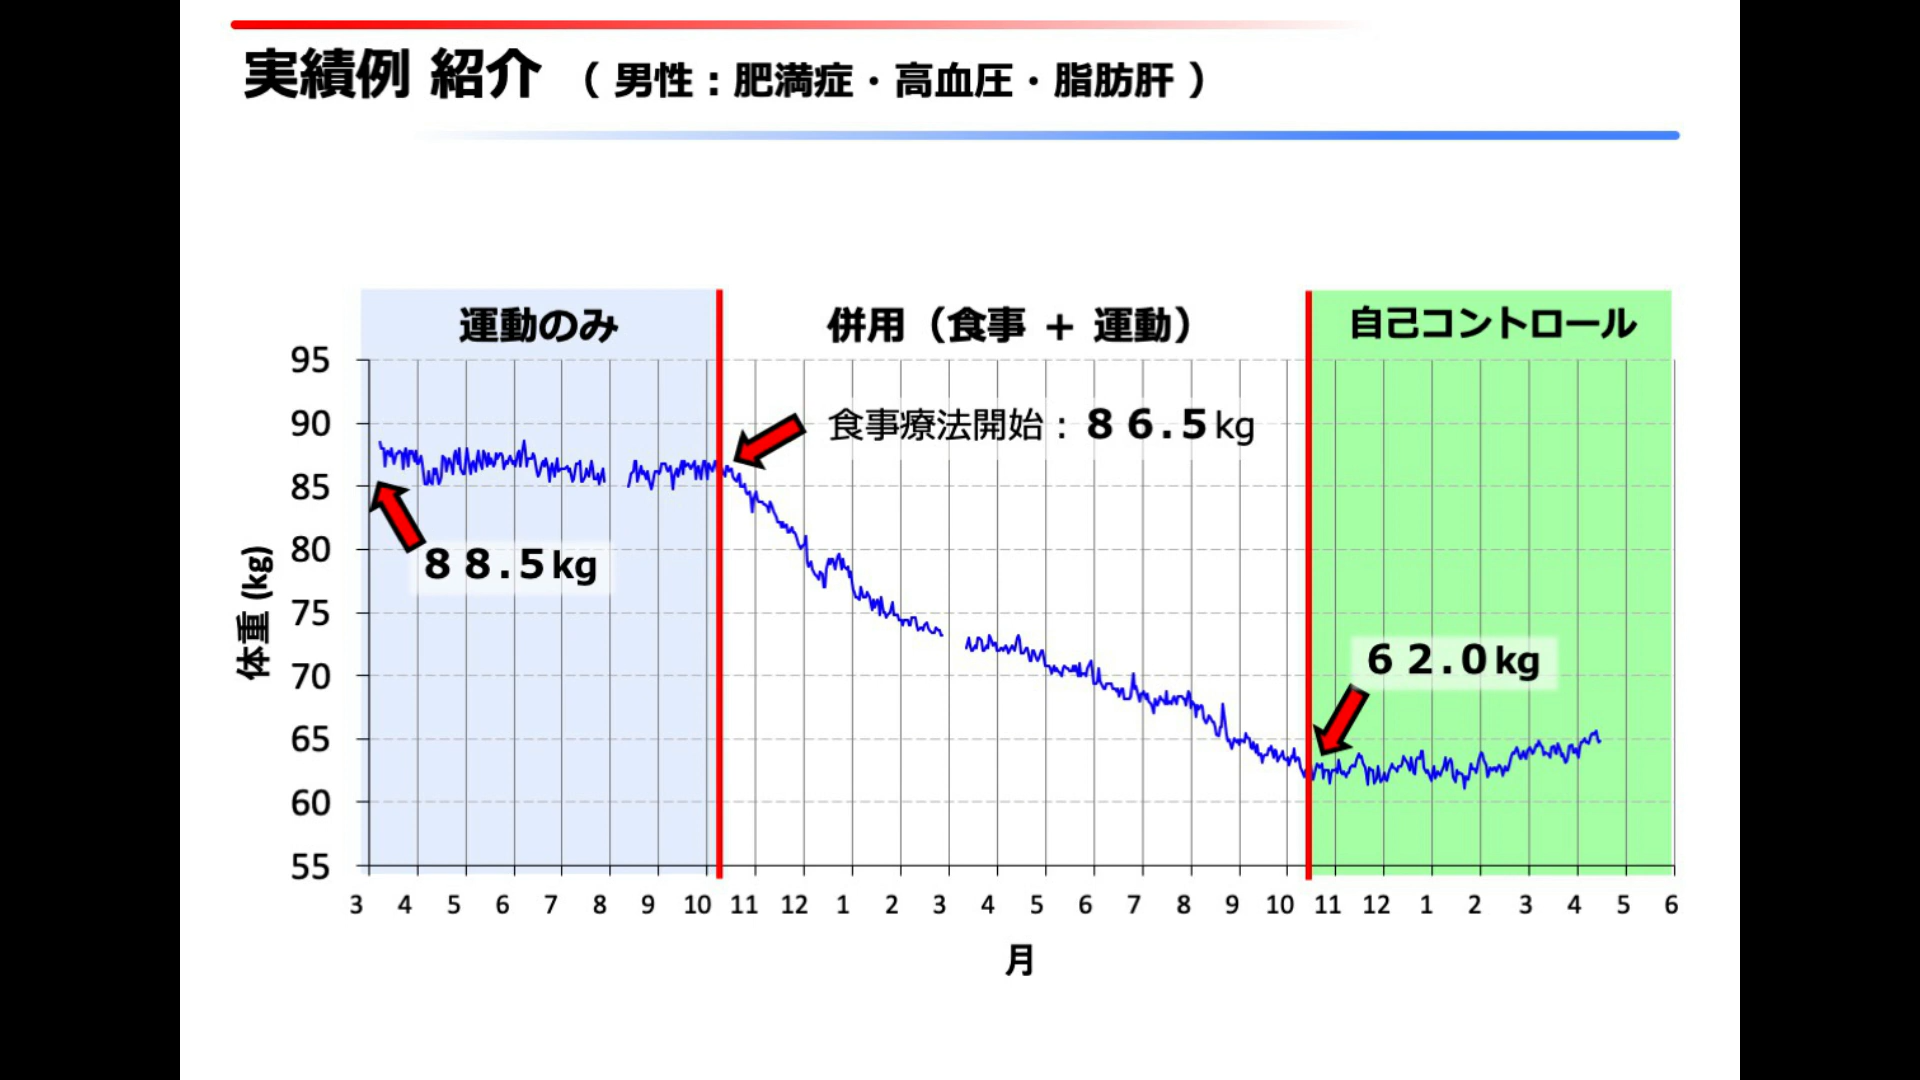 実績例 紹介 （ 男性：肥満症・高血圧・脂肪肝 ）
運動のみ
併用（食事 ＋ 運動）
自己コントロール
食事療法開始：８６.５kg
８８.５kg
６２.０kg
体重 (kg)
95
90
85
80
75
70
65
60
55
3 4 5 6 7 8 9 10 11 12 1 2 3 4 5 6 7 8 9 10 11 12 1 2 3 4 5 6
月